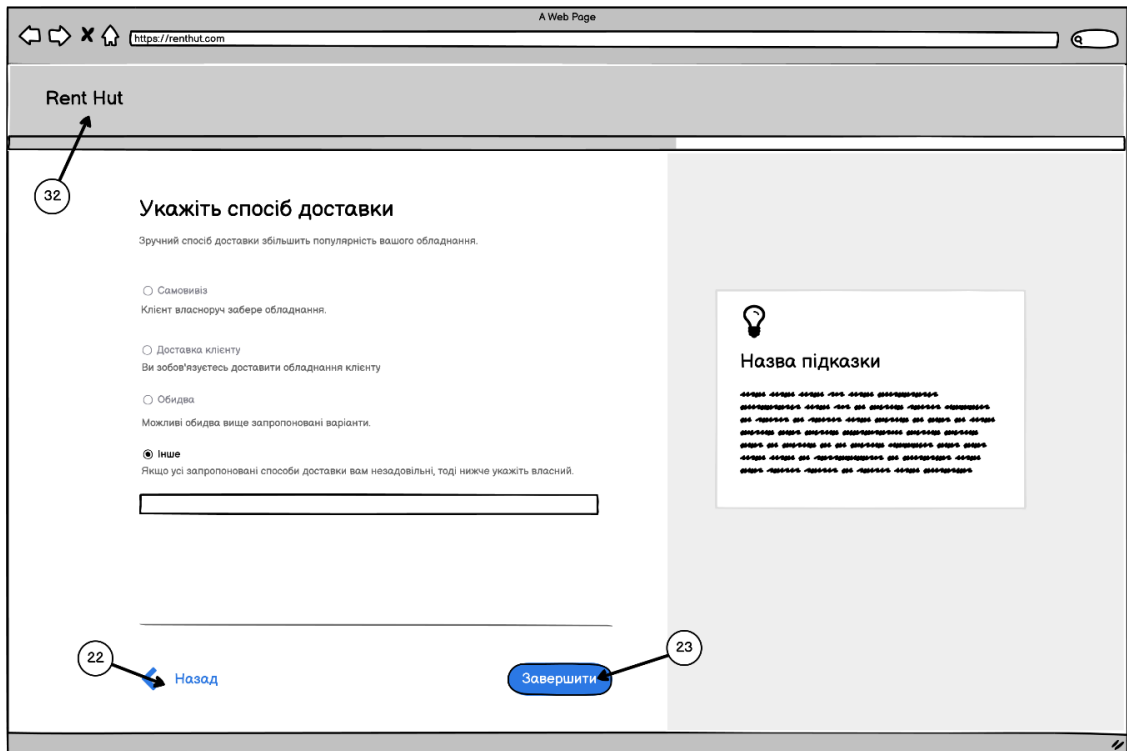 A Web Page
https://renthut.com
Rent Hut
32
Укажіть спосіб доставки
Зручний спосіб доставки збільшить популярність вашого обладнання.
Самовивіз
Клієнт власноруч забере обладнання.
Доставка клієнту
Ви зобов'язуєтесь доставити обладнання клієнту
Обидва
Можливі обидва вище запропоновані варіанти.
Інше
Якщо усі запропоновані способи доставки вам незадовільні, тоді нижче укажіть власний.
Назва підказки
22
Назад
23
Завершити